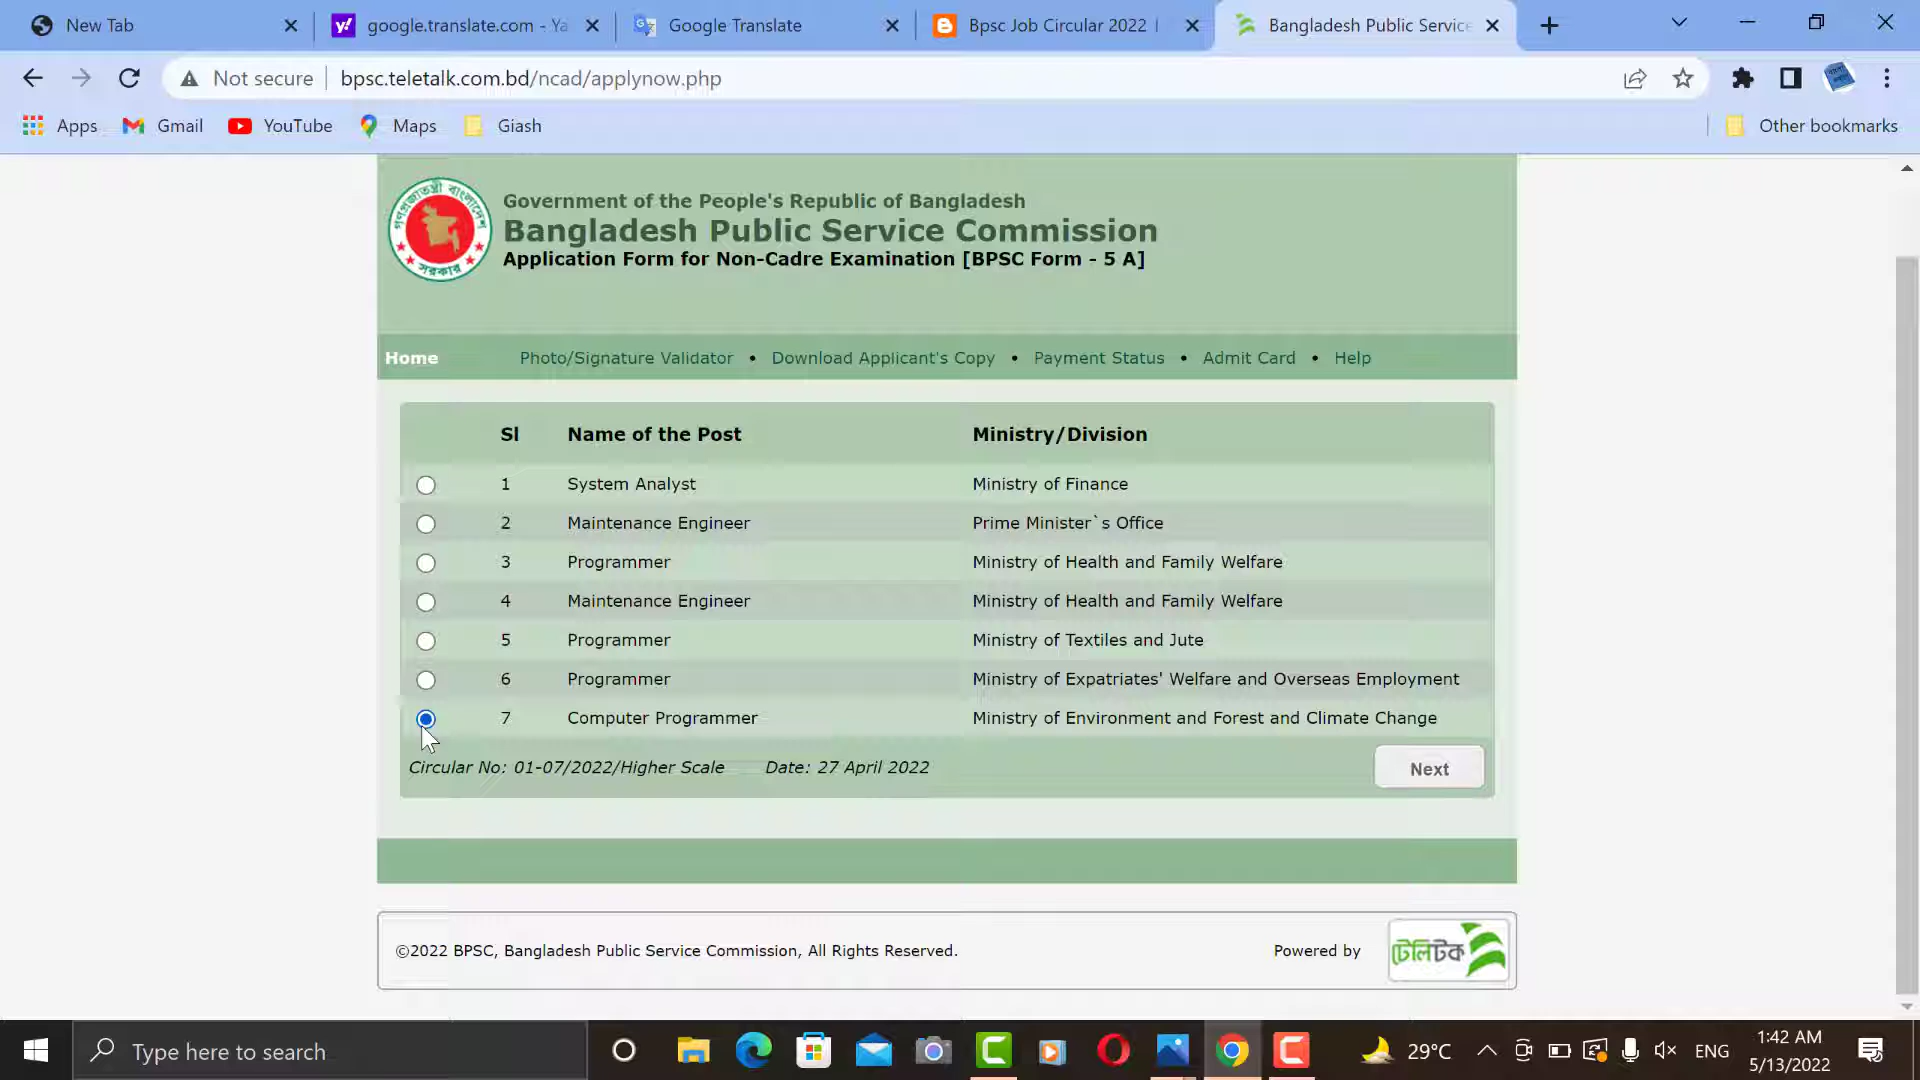 New Tab
google.translate.com - Ya
Google Translate
Bpsc Job Circular 2022 |
Bangladesh Public Service
Not secure
bpsc.teletalk.com.bd/ncad/applynow.php
Apps
Gmail
YouTube
Maps
Giash
Other bookmarks
গণপ্রজাতন্ত্রী বাংলাদেশ
সরকার
Government of the People's Republic of Bangladesh
Bangladesh Public Service Commission
Application Form for Non-Cadre Examination [BPSC Form - 5 A]
Home Photo/Signature Validator • Download Applicant's Copy • Payment Status • Admit Card • Help
Sl Name of the Post Ministry/Division
1 System Analyst Ministry of Finance
2 Maintenance Engineer Prime Minister`s Office
3 Programmer Ministry of Health and Family Welfare
4 Maintenance Engineer Ministry of Health and Family Welfare
5 Programmer Ministry of Textiles and Jute
6 Programmer Ministry of Expatriates' Welfare and Overseas Employment
7 Computer Programmer Ministry of Environment and Forest and Climate Change
Circular No: 01-07/2022/Higher Scale Date: 27 April 2022
Next
©2022 BPSC, Bangladesh Public Service Commission, All Rights Reserved.
Powered by
টেলিটক
Type here to search
29°C
ENG
1:42 AM
5/13/2022